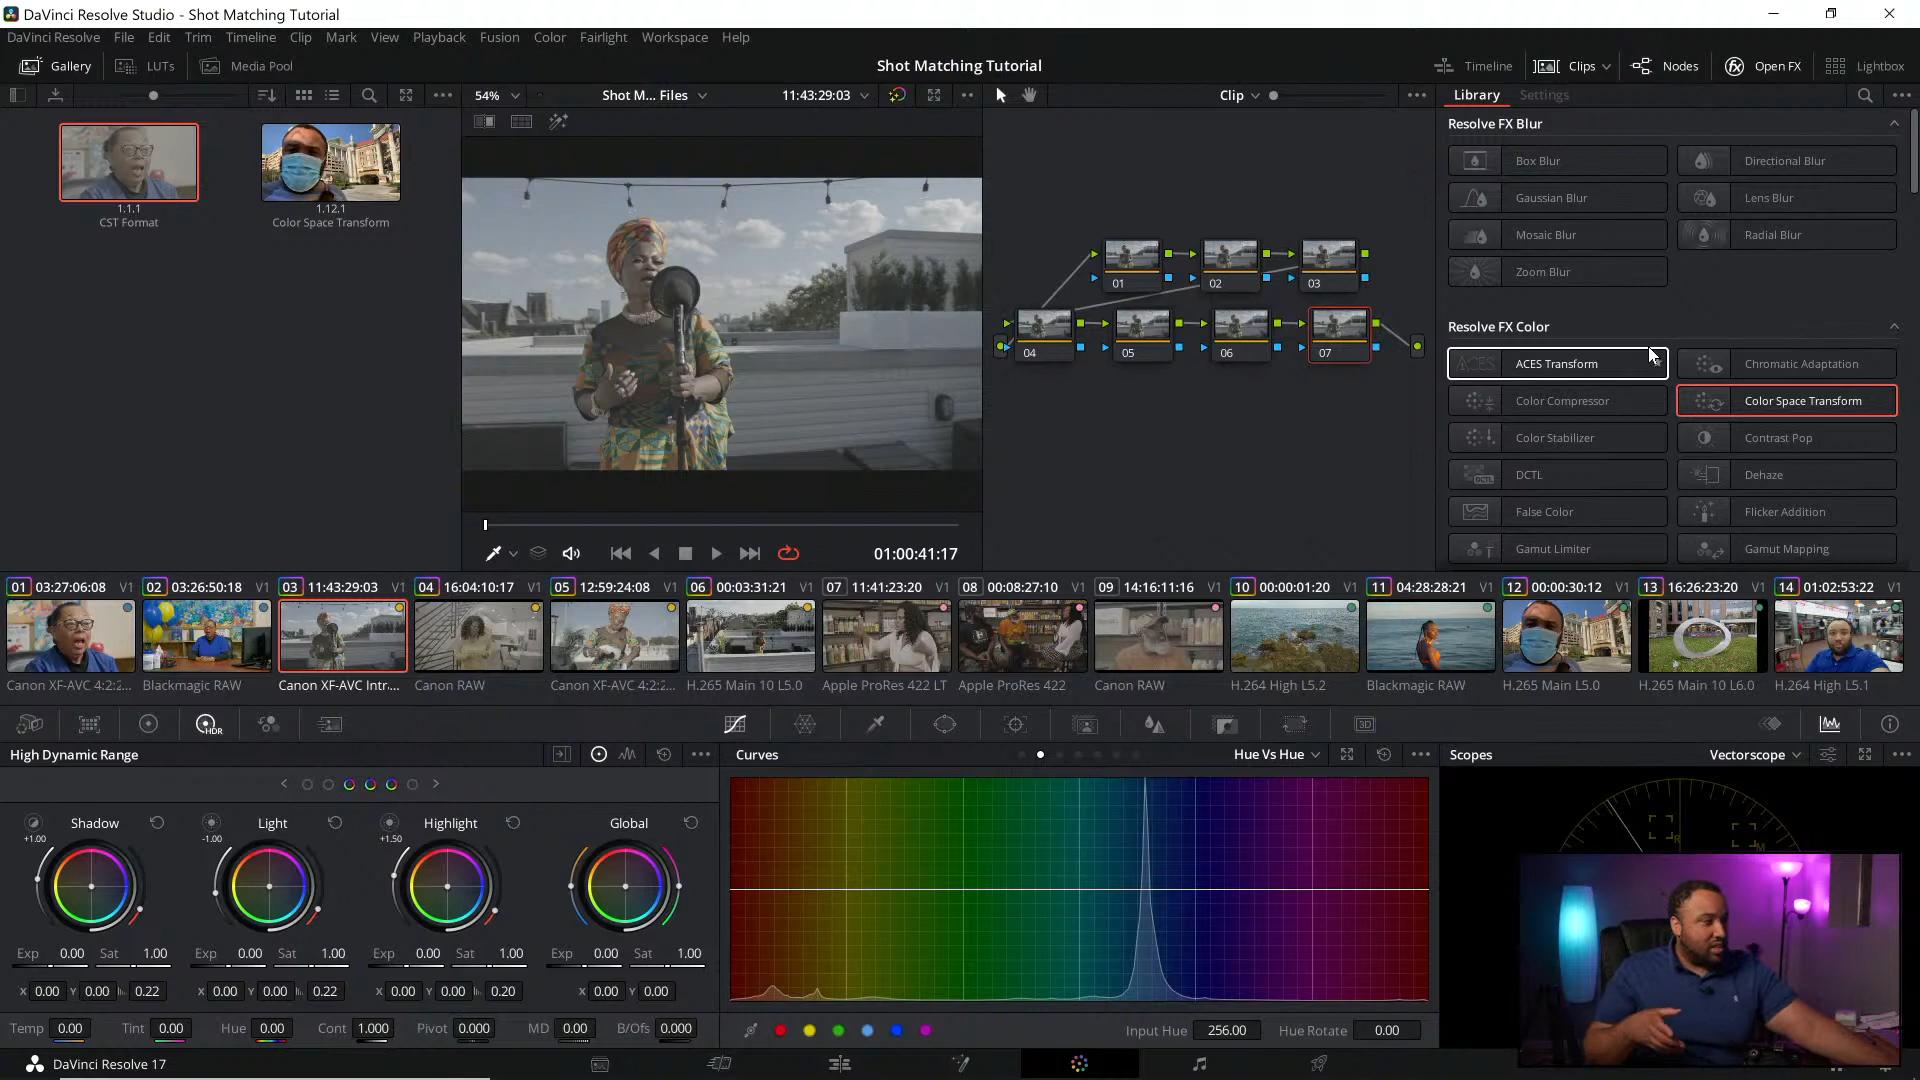 DaVinci Resolve Studio - Shot Matching Tutorial
DaVinci Resolve File Edit Trim Timeline Clip Mark View Playback Fusion Color Fairlight Workspace Help
Gallery LUTs Media Pool Shot Matching Tutorial Timeline Clips Nodes Open FX Lightbox
54% Shot M... Files 11:43:29:03 Clip Library Settings
1.1.1
CST Format
1.12.1
Color Space Transform
01 02 03
04 05 06 07
01:00:41:17
Resolve FX Blur
Box Blur Directional Blur
Gaussian Blur Lens Blur
Mosaic Blur Radial Blur
Zoom Blur
Resolve FX Color
ACES Transform Chromatic Adaptation
Color Compressor Color Space Transform
Color Stabilizer Contrast Pop
DCTL Dehaze
False Color Flicker Addition
Gamut Limiter Gamut Mapping
01 03:27:06:08 V1 02 03:26:50:18 V1 03 11:43:29:03 V1 04 16:04:10:17 V1 05 12:59:24:08 V1 06 00:03:31:21 V1 07 11:41:23:20 V1 08 00:08:27:10 V1 09 14:16:11:16 V1 10 00:00:01:20 V1 11 04:28:28:21 V1 12 00:00:30:12 V1 13 16:26:23:20 V1 14 01:02:53:22 V1
Canon XF-AVC 4:2:2... Blackmagic RAW Canon XF-AVC Intr... Canon RAW Canon XF-AVC 4:2:2... H.265 Main 10 L5.0 Apple ProRes 422 LT Apple ProRes 422 Canon RAW H.264 High L5.2 Blackmagic RAW H.265 Main L5.0 H.265 Main 10 L6.0 H.264 High L5.1
HDR 3D
High Dynamic Range Curves Hue Vs Hue Scopes Vectorscope
Shadow Light Highlight Global
+1.00 -1.00 +1.50
R M
Exp 0.00 Sat 1.00 Exp 0.00 Sat 1.00 Exp 0.00 Sat 1.00 Exp 0.00 Sat 1.00
X 0.00 Y 0.00 0.22 X 0.00 Y 0.00 0.22 X 0.00 Y 0.00 0.20 X 0.00 Y 0.00
Temp 0.00 Tint 0.00 Hue 0.00 Cont 1.000 Pivot 0.000 MD 0.00 B/Ofs 0.000 Input Hue 256.00 Hue Rotate 0.00
DaVinci Resolve 17